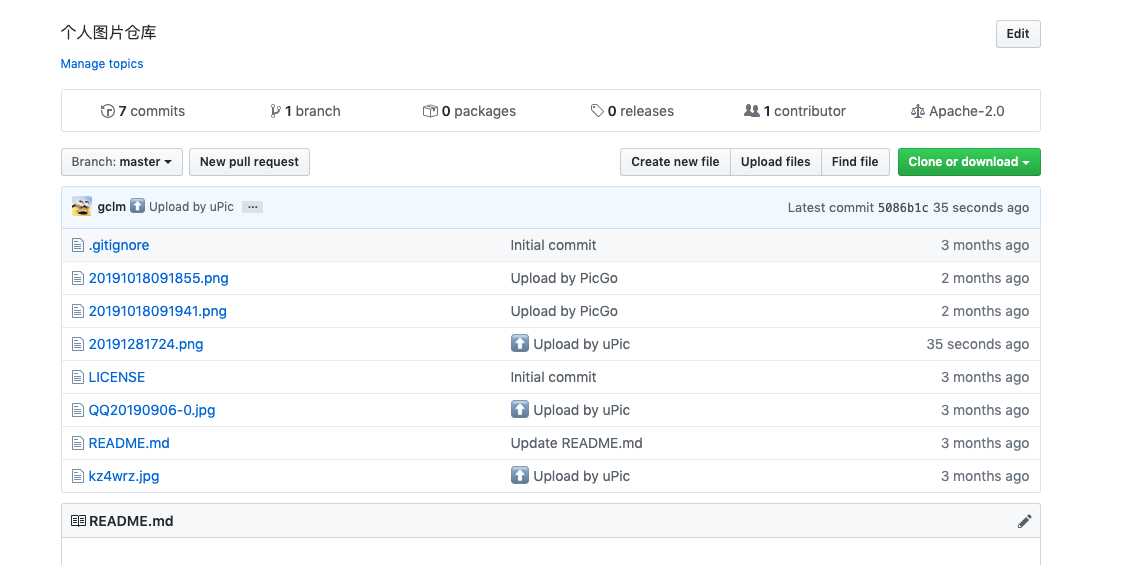 个人图片仓库
Edit
Manage topics
7 commits 1 branch 0 packages 0 releases 1 contributor Apache-2.0
Branch: master New pull request Create new file Upload files Find file Clone or download
gclm ⬆️ Upload by uPic … Latest commit 5086b1c 35 seconds ago
.gitignore Initial commit 3 months ago
20191018091855.png Upload by PicGo 2 months ago
20191018091941.png Upload by PicGo 2 months ago
20191281724.png ⬆️ Upload by uPic 35 seconds ago
LICENSE Initial commit 3 months ago
QQ20190906-0.jpg ⬆️ Upload by uPic 3 months ago
README.md Update README.md 3 months ago
kz4wrz.jpg ⬆️ Upload by uPic 3 months ago
README.md